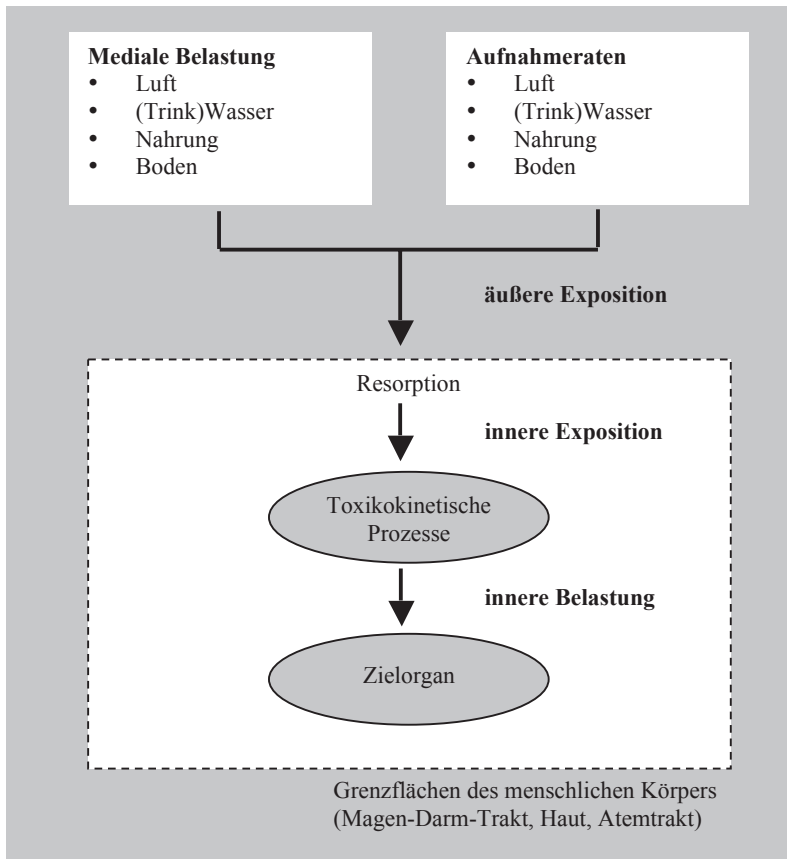 Mediale Belastung
• Luft
• (Trink)Wasser
• Nahrung
• Boden
Aufnahmeraten
• Luft
• (Trink)Wasser
• Nahrung
• Boden
äußere Exposition
Resorption
innere Exposition
Toxikokinetische
Prozesse
innere Belastung
Zielorgan
Grenzflächen des menschlichen Körpers
(Magen-Darm-Trakt, Haut, Atemtrakt)